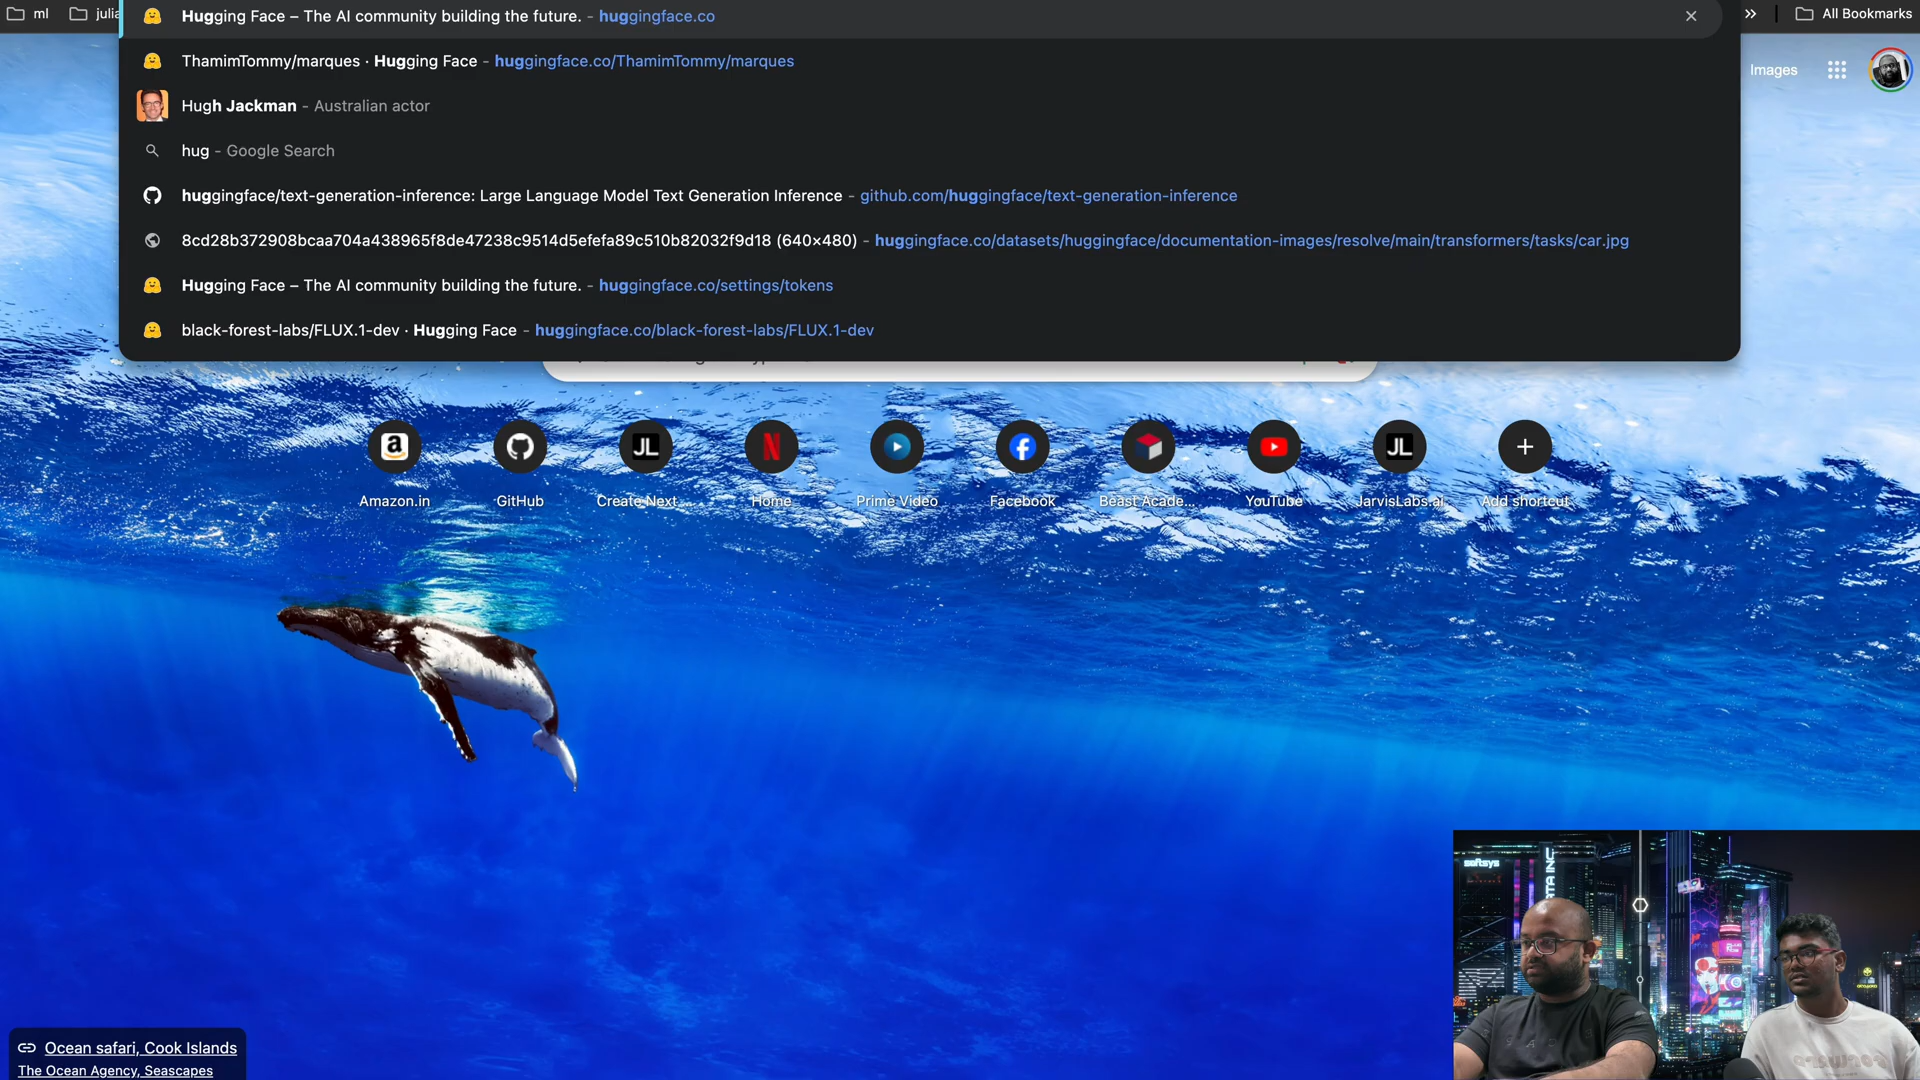 ml
julia
Hugging Face – The AI community building the future. - huggingface.co
All Bookmarks
ThamimTommy/marques · Hugging Face - huggingface.co/ThamimTommy/marques
Images
Hugh Jackman - Australian actor
hug - Google Search
huggingface/text-generation-inference: Large Language Model Text Generation Inference - github.com/huggingface/text-generation-inference
8cd28b372908bcaa704a438965f8de47238c9514d5efefa89c510b82032f9d18 (640×480) - huggingface.co/datasets/huggingface/documentation-images/resolve/main/transformers/tasks/car.jpg
Hugging Face – The AI community building the future. - huggingface.co/settings/tokens
black-forest-labs/FLUX.1-dev · Hugging Face - huggingface.co/black-forest-labs/FLUX.1-dev
JL
JL
Amazon.in
GitHub
Create Next...
Home
Prime Video
Facebook
Beast Acade...
YouTube
JarvisLabs.ai
Add shortcut
softsys
Ocean safari, Cook Islands
The Ocean Agency, Seascapes